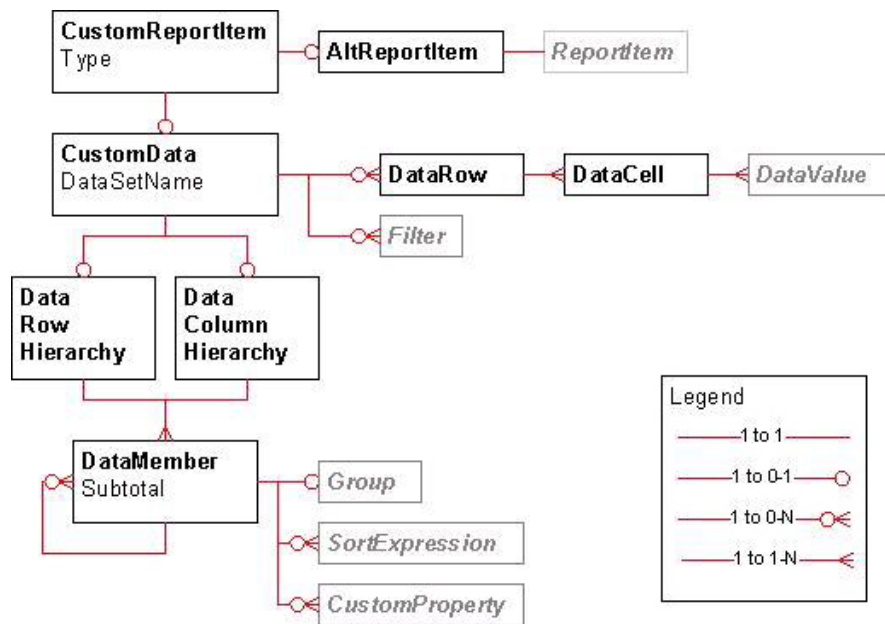 CustomReportItem
Type
AltReportItem
ReportItem
CustomData
DataSetName
DataRow
DataCell
DataValue
Filter
Data
Row
Hierarchy
Data
Column
Hierarchy
DataMember
Subtotal
Group
SortExpression
CustomProperty
Legend
1 to 1
1 to 0-1
1 to 0-N
1 to 1-N